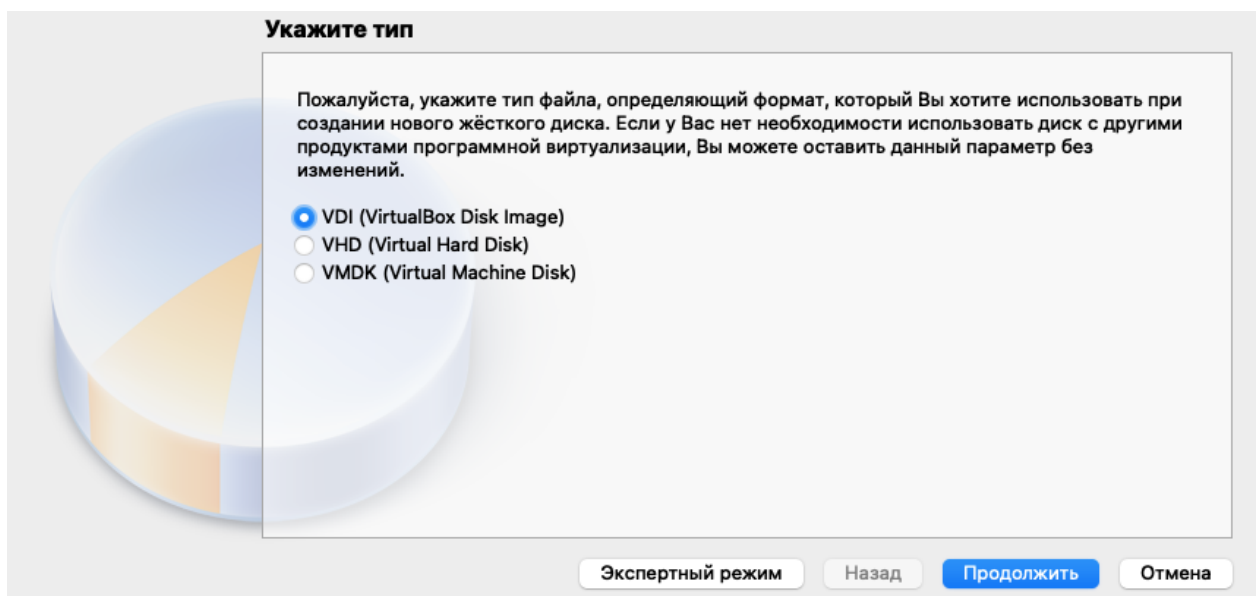 Укажите тип
Пожалуйста, укажите тип файла, определяющий формат, который Вы хотите использовать при
создании нового жёсткого диска. Если у Вас нет необходимости использовать диск с другими
продуктами программной виртуализации, Вы можете оставить данный параметр без
изменений.
VDI (VirtualBox Disk Image)
VHD (Virtual Hard Disk)
VMDK (Virtual Machine Disk)
Экспертный режим Назад Продолжить Отмена